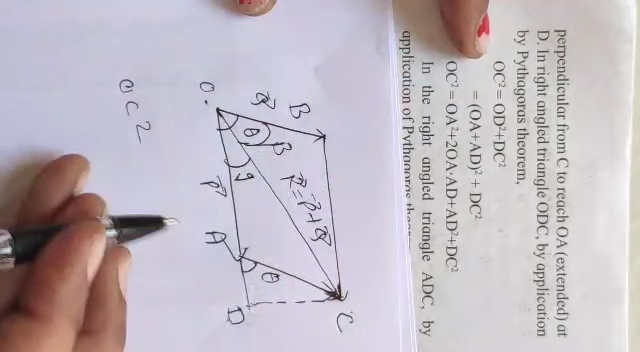 perpendicular from C to reach OA (extended) at
D. In right angled triangle ODC, by application
by Pythagoras theorem,
OC² = OD²+DC²
= (OA+AD)² + DC²
OC² = OA²+2OA·AD+AD²+DC²
In the right angled triangle ADC, by
application of Pythagoras
B
C
Q⃗
R⃗ = P⃗ + Q⃗
β
θ
θ
O
P⃗
A
D
OC2